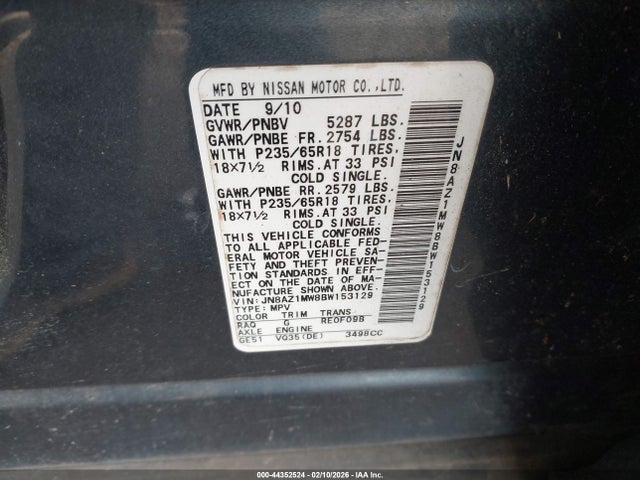 MFD BY NISSAN MOTOR CO.,LTD.
DATE 9/10
GVWR/PNBV 5287 LBS.
GAWR/PNBE FR. 2754 LBS.
WITH P235/65R18 TIRES.
18X7½ RIMS.AT 33 PSI
COLD SINGLE.
GAWR/PNBE RR. 2579 LBS.
WITH P235/65R18 TIRES.
18X7½ RIMS.AT 33 PSI
COLD SINGLE.
THIS VEHICLE CONFORMS
TO ALL APPLICABLE FED-
ERAL MOTOR VEHICLE SA-
FETY AND THEFT PREVEN-
TION STANDARDS IN EFF-
ECT ON THE DATE OF MA-
NUFACTURE SHOWN ABOVE.
VIN: JN8AZ1MW8BW153129
TYPE: MPV
COLOR TRIM TRANS
RAQ G RE0F09B
AXLE ENGINE
GE51 VQ35(DE) 3498CC
JN8AZ1MW8BW153129
000-44352524 | 02/10/2026 | IAA Inc.